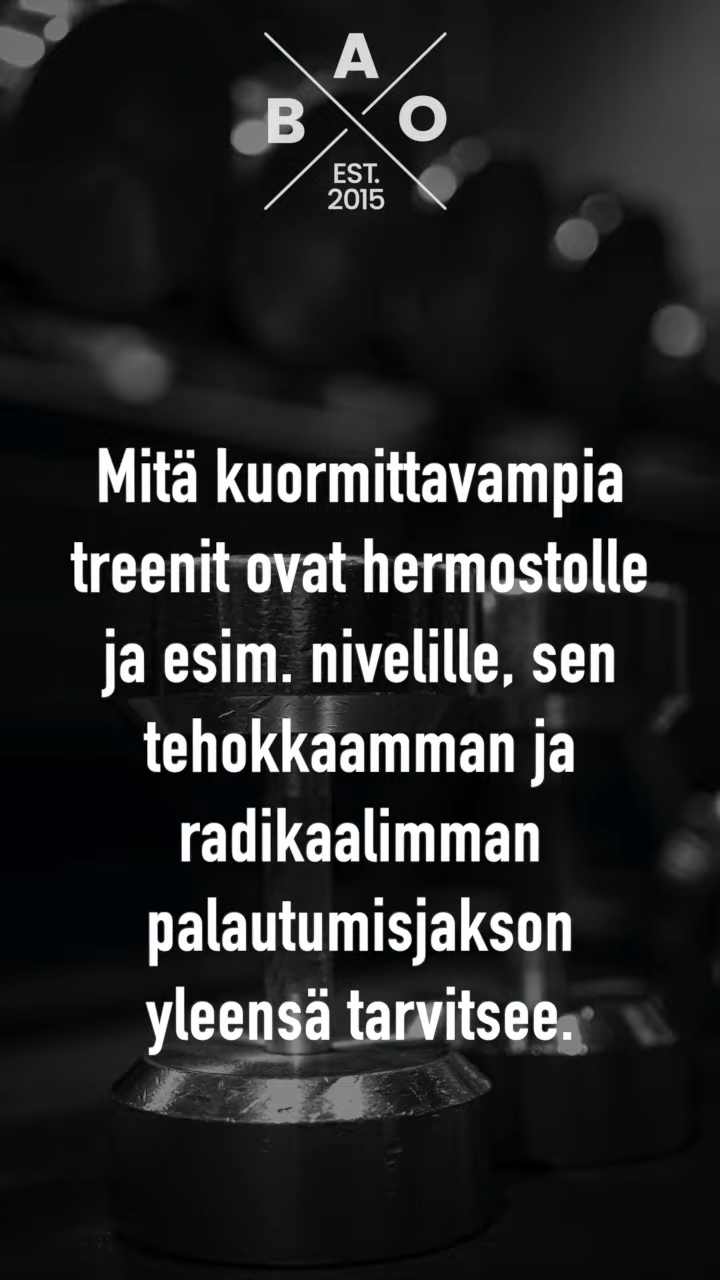 A
B O
EST.
2015
Mitä kuormittavampia
treenit ovat hermostolle
ja esim. nivelille, sen
tehokkaamman ja
radikaalimman
palautumisjakson
yleensä tarvitsee.